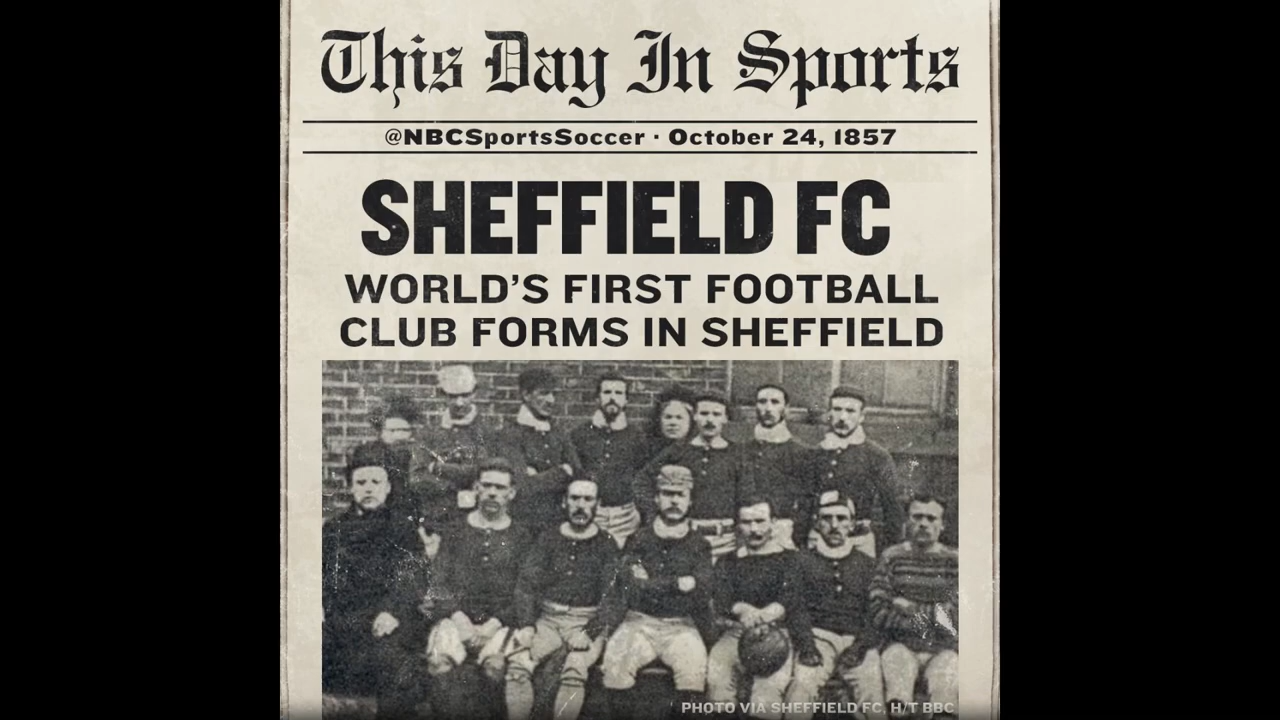 This Day In Sports
@NBCSportsSoccer · October 24, 1857
SHEFFIELD FC
WORLD'S FIRST FOOTBALL
CLUB FORMS IN SHEFFIELD
PHOTO VIA SHEFFIELD FC, H/T BBC